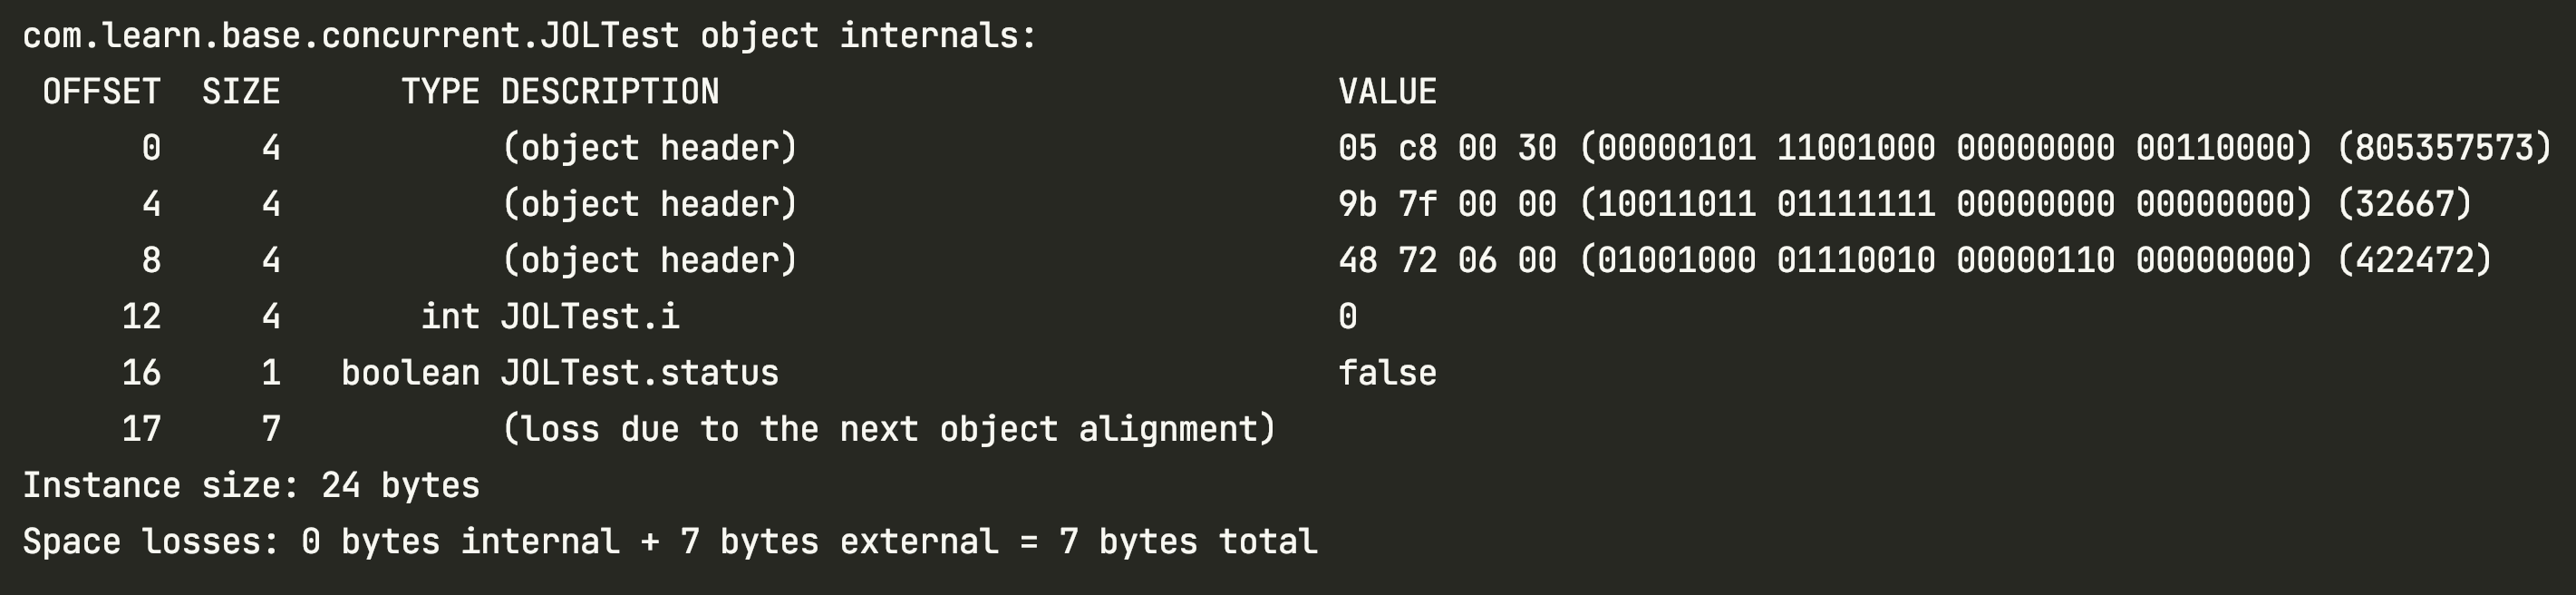 com.learn.base.concurrent.JOLTest object internals:
 OFFSET  SIZE      TYPE DESCRIPTION                               VALUE
      0     4           (object header)                           05 c8 00 30 (00000101 11001000 00000000 00110000) (805357573)
      4     4           (object header)                           9b 7f 00 00 (10011011 01111111 00000000 00000000) (32667)
      8     4           (object header)                           48 72 06 00 (01001000 01110010 00000110 00000000) (422472)
     12     4       int JOLTest.i                                 0
     16     1   boolean JOLTest.status                            false
     17     7           (loss due to the next object alignment)
Instance size: 24 bytes
Space losses: 0 bytes internal + 7 bytes external = 7 bytes total